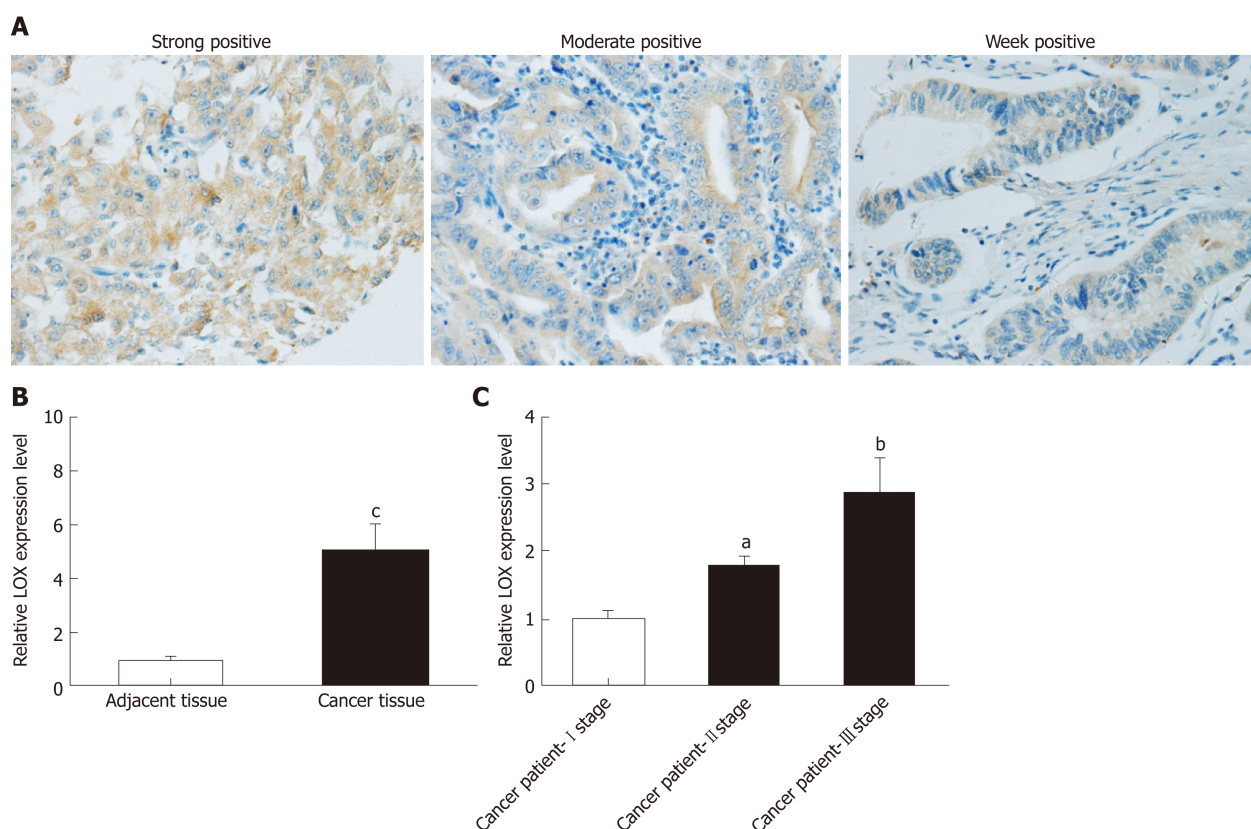 A
Strong positive
Moderate positive
Week positive
B
Relative LOX expression level
10
8
6
4
2
0
c
Adjacent tissue
Cancer tissue
C
Relative LOX expression level
4
3
2
1
0
a
b
Cancer patient- Ⅰ stage
Cancer patient- Ⅱ stage
Cancer patient- Ⅲ stage